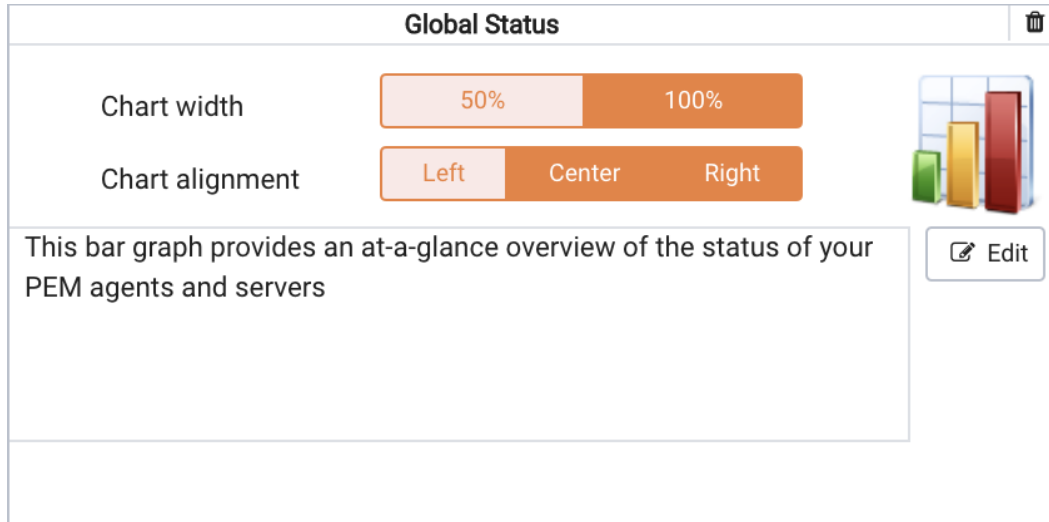 Global Status
Chart width
50% 100%
Chart alignment
Left Center Right
This bar graph provides an at-a-glance overview of the status of your
PEM agents and servers
Edit